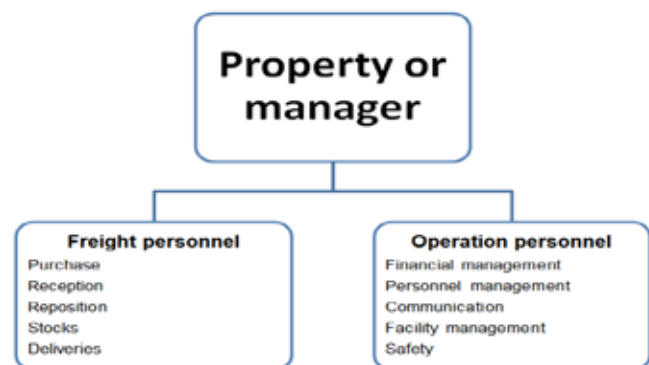 Property or
manager
Freight personnel
Purchase
Reception
Reposition
Stocks
Deliveries
Operation personnel
Financial management
Personnel management
Communication
Facility management
Safety